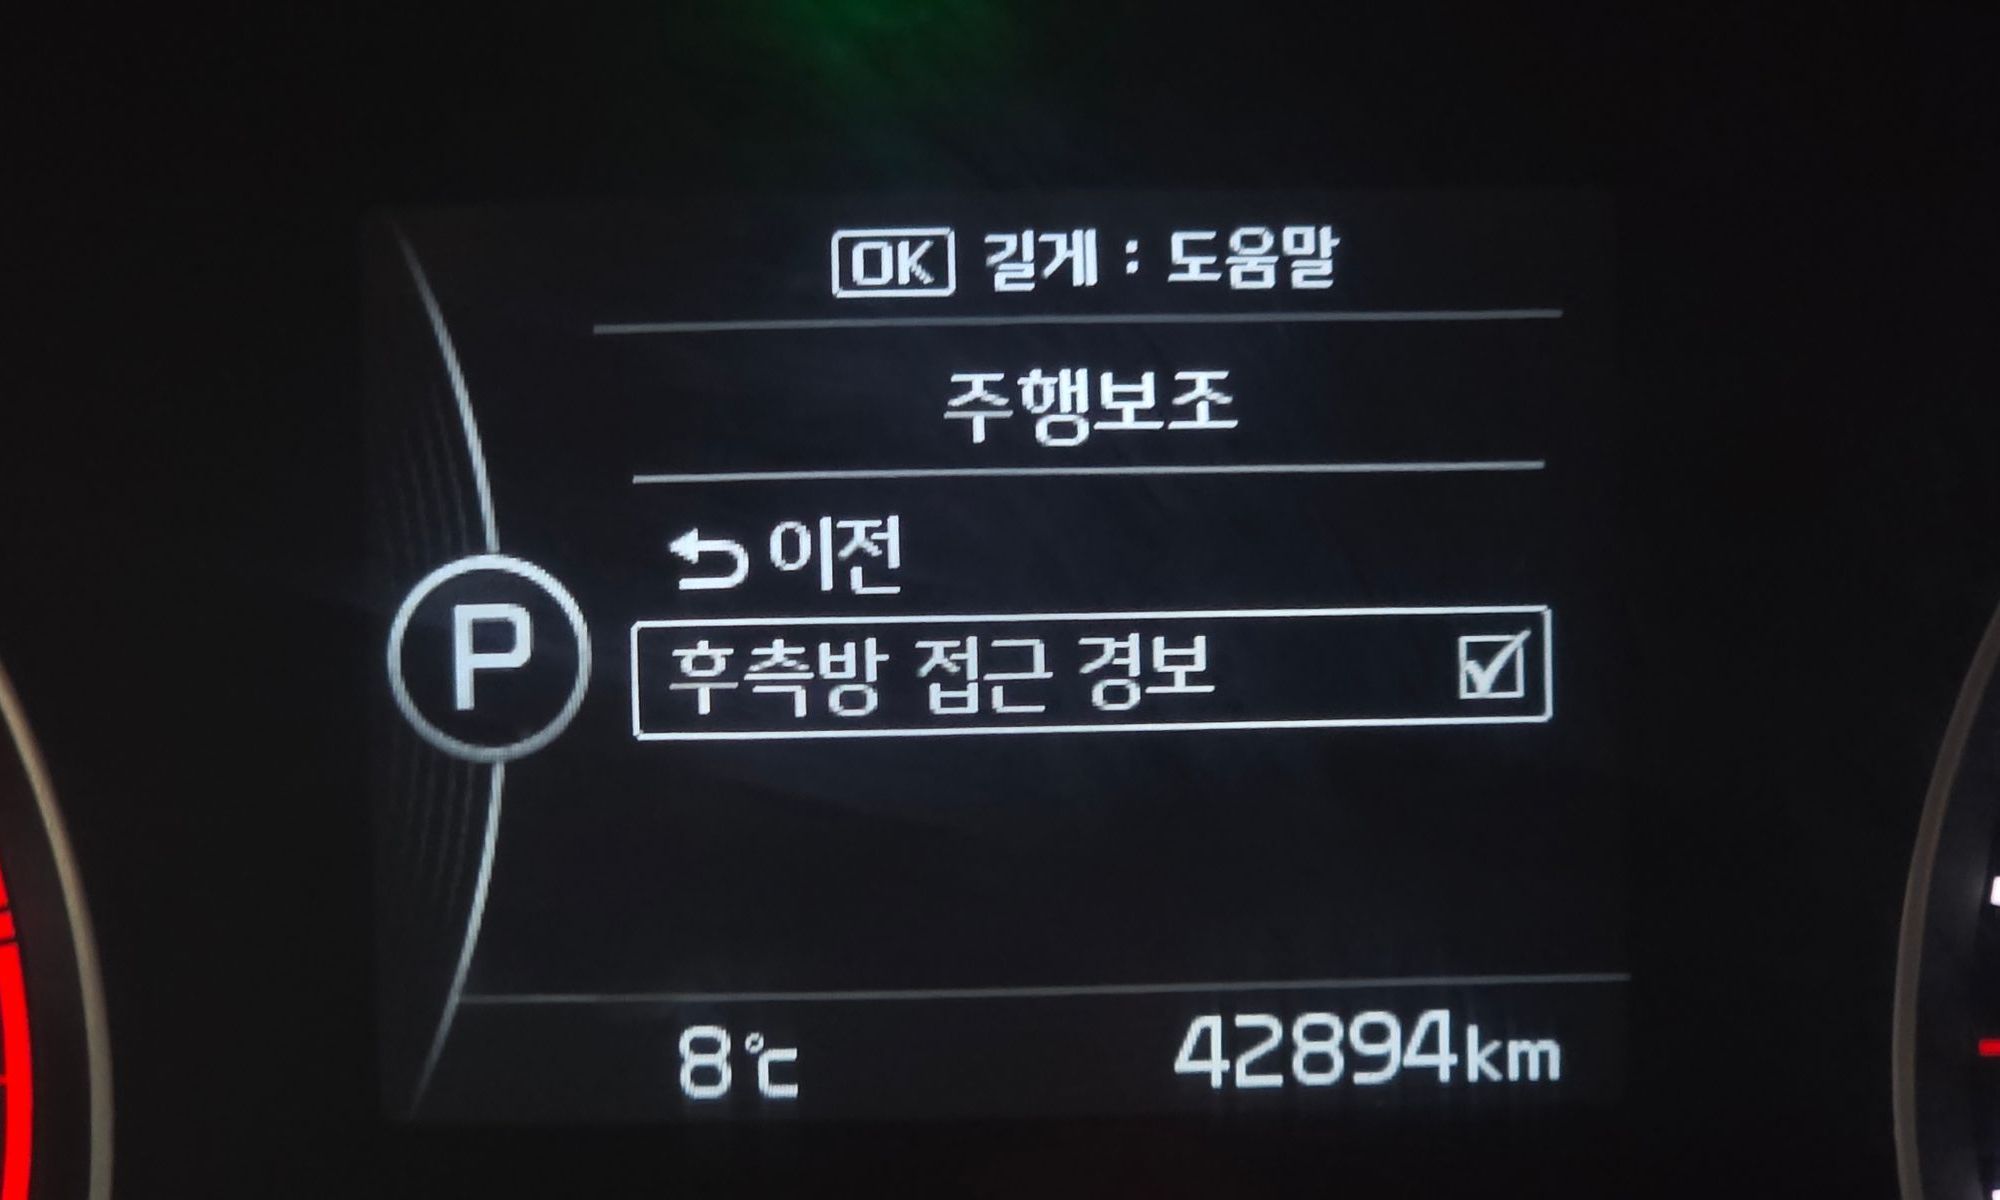 OK 길게 : 도움말
주행보조
이전
P
후측방 접근 경보
8℃ 42894km